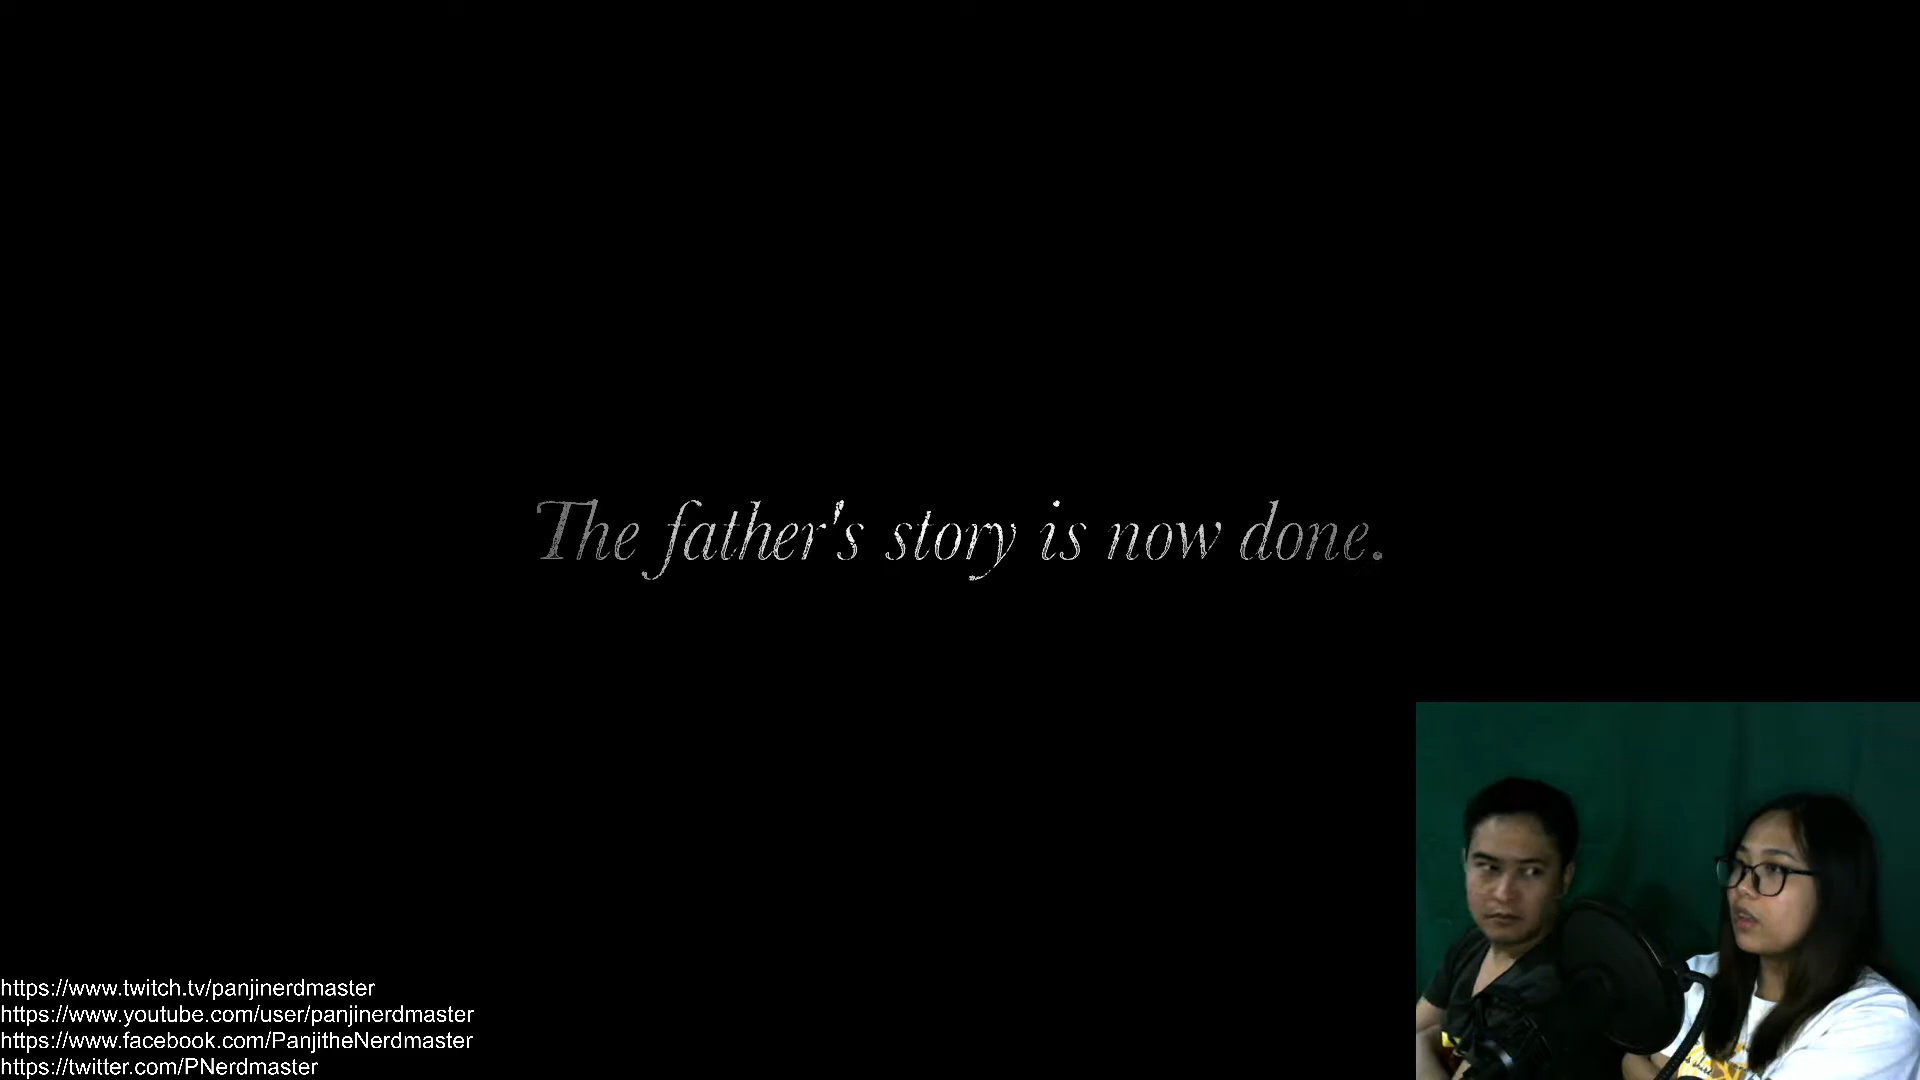 The father's story is now done.
https://www.twitch.tv/panjinerdmaster
https://www.youtube.com/user/panjinerdmaster
https://www.facebook.com/PanjitheNerdmaster
https://twitter.com/PNerdmaster